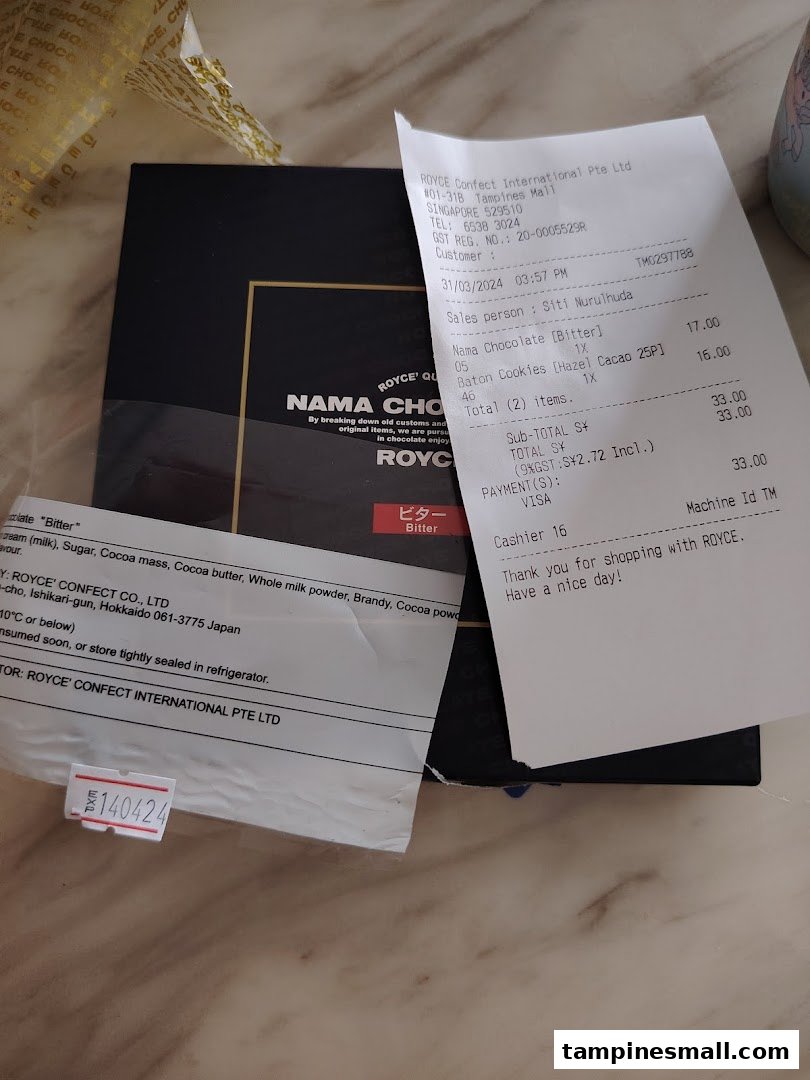 ROYCE' QU
NAMA CHO
By breaking down old customs and
original items, we are pursu
in chocolate enjoy
ROYC
ビター
Bitter
"Bitter"
cream (milk), Sugar, Cocoa mass, Cocoa butter, Whole milk powder, Brandy, Cocoa powd
avour.
Y: ROYCE' CONFECT CO., LTD
-cho, Ishikari-gun, Hokkaido 061-3775 Japan
10°C or below)
nsumed soon, or store tightly sealed in refrigerator.
TOR: ROYCE' CONFECT INTERNATIONAL PTE LTD
EXP 140424
ROYCE Confect International Pte Ltd
#01-31B Tampines Mall
SINGAPORE 529510
TEL: 6538 3024
GST REG. NO.: 20-0005529R
Customer :
31/03/2024 03:57 PM TM0297788
Sales person : Siti Nurulhuda
Nama Chocolate [Bitter] 17.00
05 1X
Baton Cookies [Hazel Cacao 25P] 16.00
46 1X
Total (2) items.
Sub-TOTAL S¥ 33.00
TOTAL S¥ 33.00
(9%GST:S¥2.72 Incl.)
PAYMENT(S):
VISA 33.00
Cashier 16 Machine Id TM
Thank you for shopping with ROYCE.
Have a nice day!
tampinesmall.com